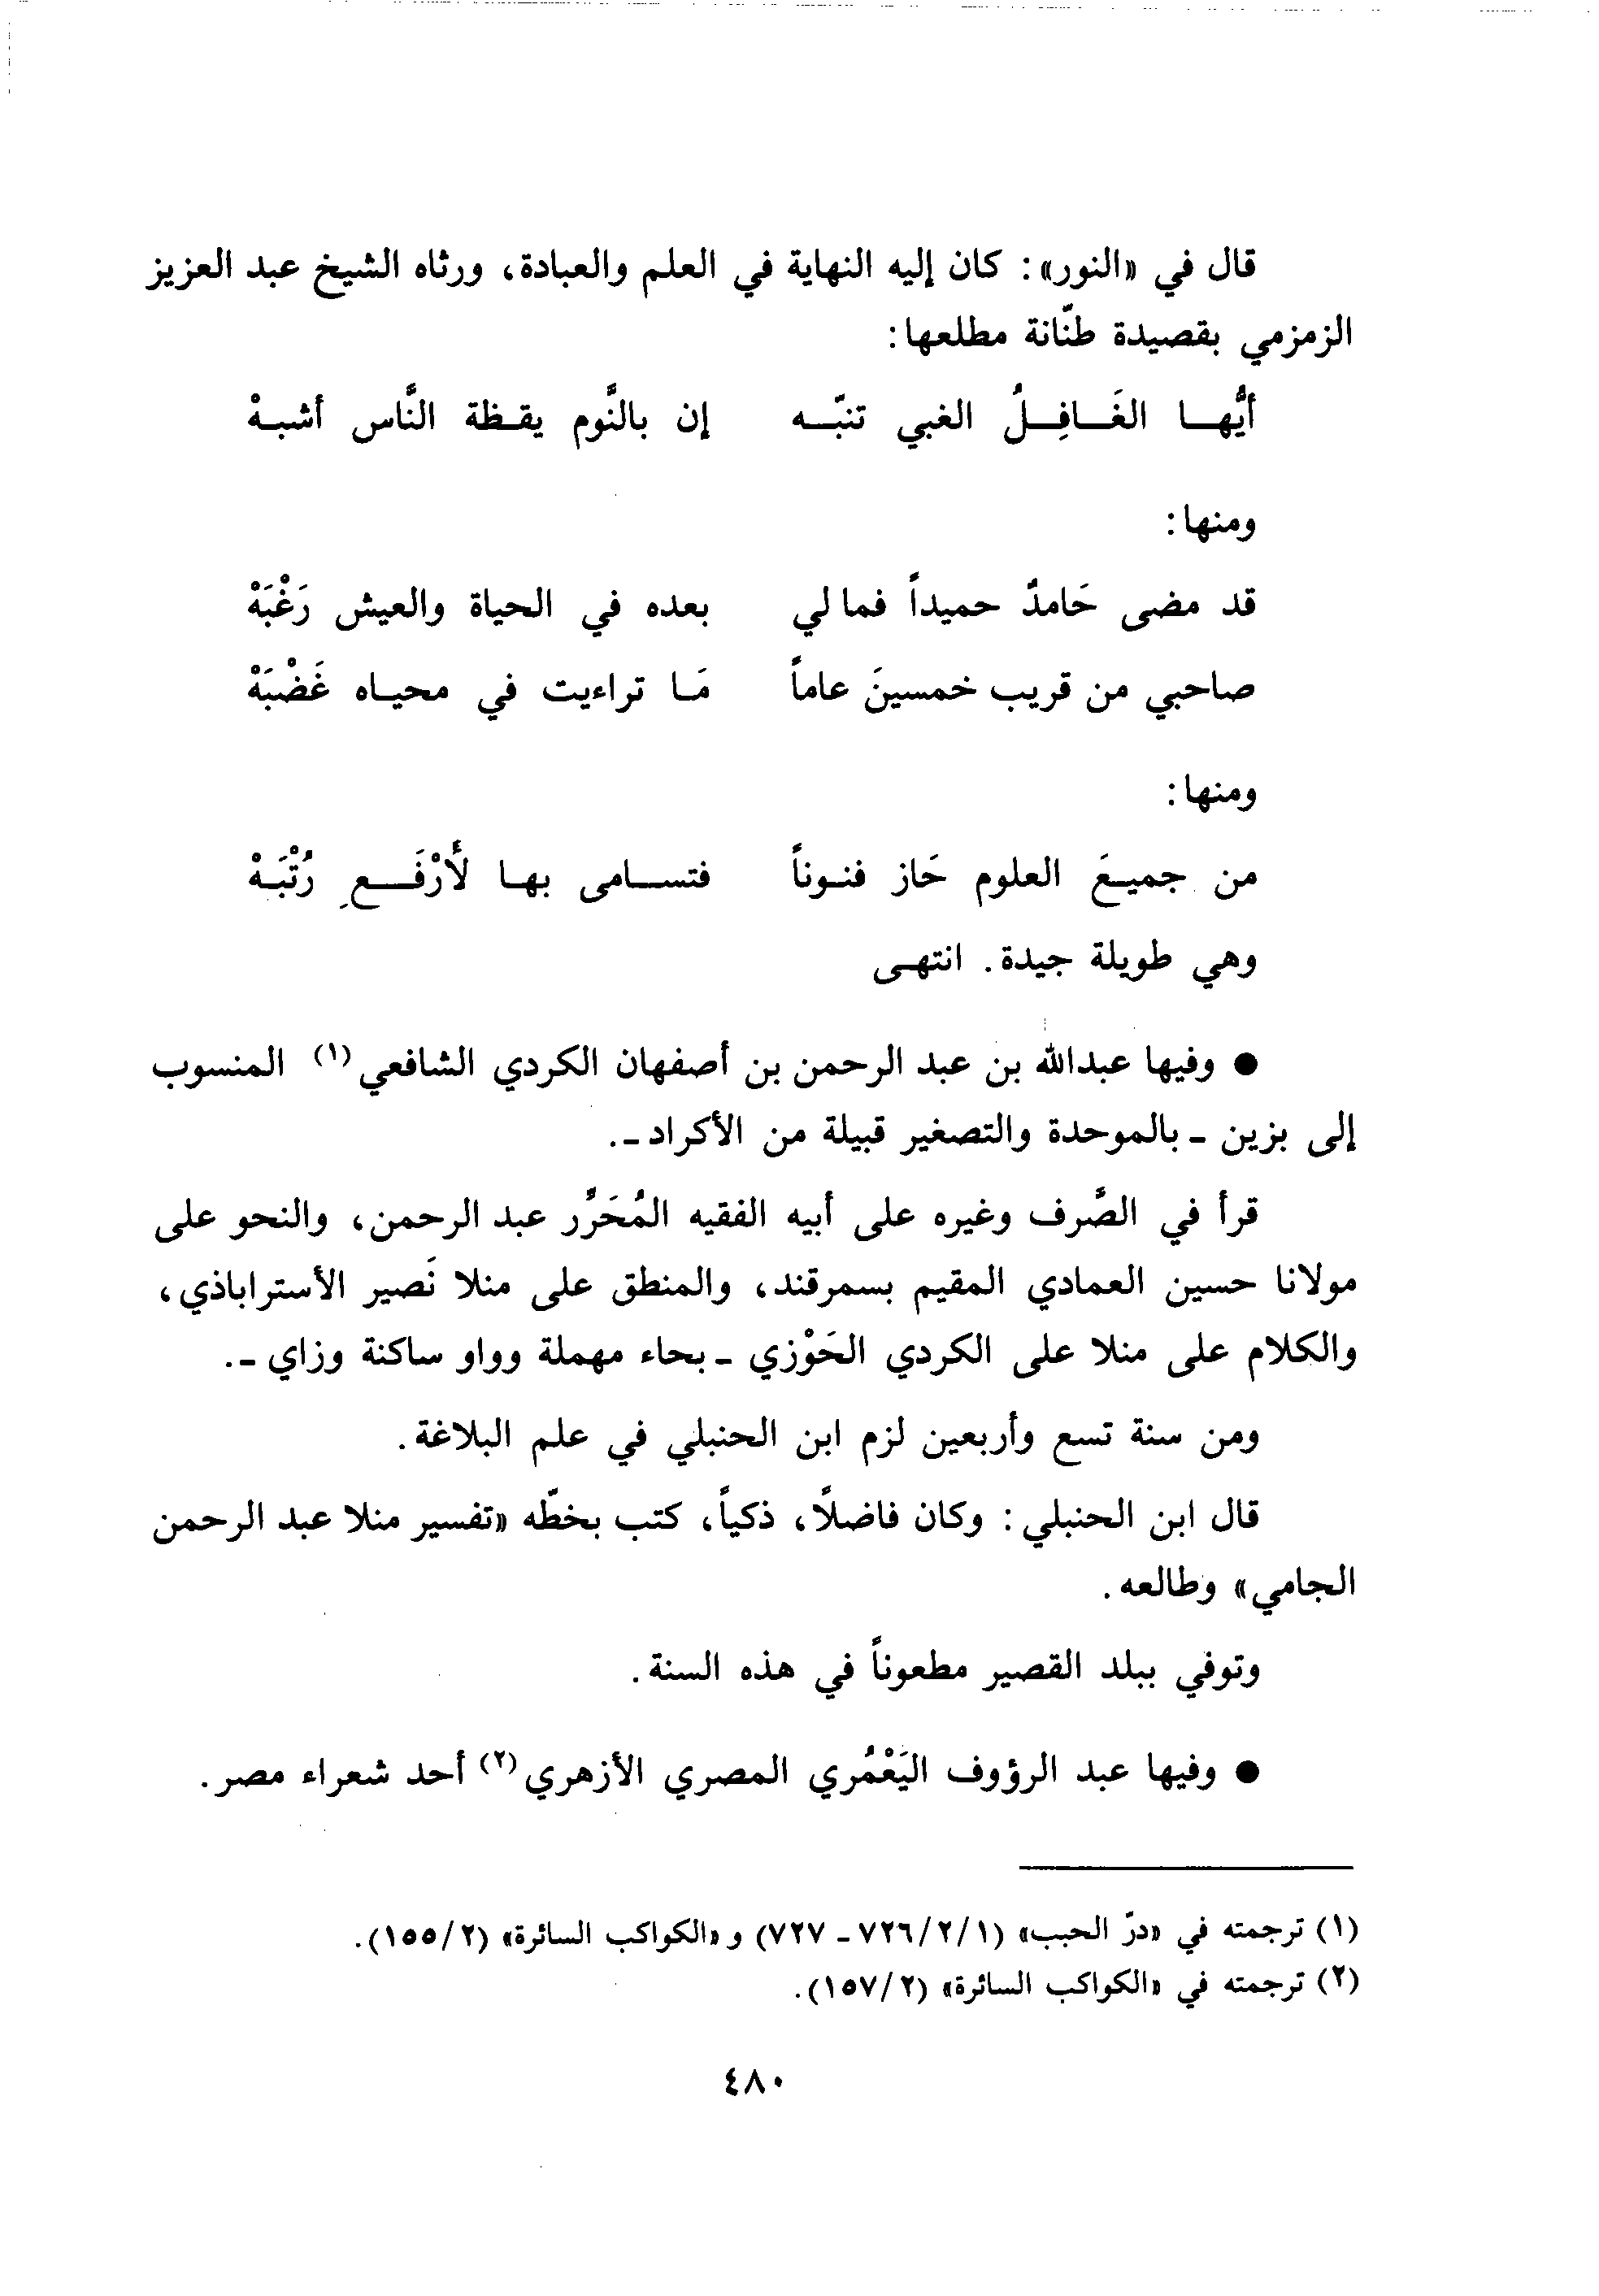 قال في «النور»: كان إليه النهاية في العلم والعبادة، ورثاه الشيخ عبد العزيز
الزمزمي بقصيدة طنّانة مطلعها:
أيُّها الغَافِلُ الغبي تنبّه إن بالنَّوم يقظة النَّاس أشبهْ
ومنها:
قد مضى حَامدٌ حميداً فما لي بعده في الحياة والعيش رَغْبَهْ
صاحبي من قريب خمسينَ عاماً مَا تراءيت في محياه غَضْبَهْ
ومنها:
من جميعَ العلوم حَاز فنوناً فتسامى بها لأَرْفَعِ رُتْبَهْ
وهي طويلة جيدة. انتهى
● وفيها عبدالله بن عبد الرحمن بن أصفهان الكردي الشافعي(١) المنسوب
إلى بزين - بالموحدة والتصغير قبيلة من الأكراد -.
قرأ في الصَّرف وغيره على أبيه الفقيه المُحَرِّر عبد الرحمن، والنحو على
مولانا حسين العمادي المقيم بسمرقند، والمنطق على منلا نَصير الأستراباذي،
والكلام على منلا على الكردي الحَوْزي - بحاء مهملة وواو ساكنة وزاي -.
ومن سنة تسع وأربعين لزم ابن الحنبلي في علم البلاغة.
قال ابن الحنبلي: وكان فاضلًا، ذكياً، كتب بخطّه «تفسير منلا عبد الرحمن
الجامي» وطالعه.
وتوفي ببلد القصير مطعوناً في هذه السنة.
● وفيها عبد الرؤوف اليَعْمُري المصري الأزهري(٢) أحد شعراء مصر.
(١) ترجمته في «درّ الحبب» (١/٢/٧٢٦ - ٧٢٧) و «الكواكب السائرة» (٢/١٥٥).
(٢) ترجمته في «الكواكب السائرة» (٢/١٥٧).
٤٨٠